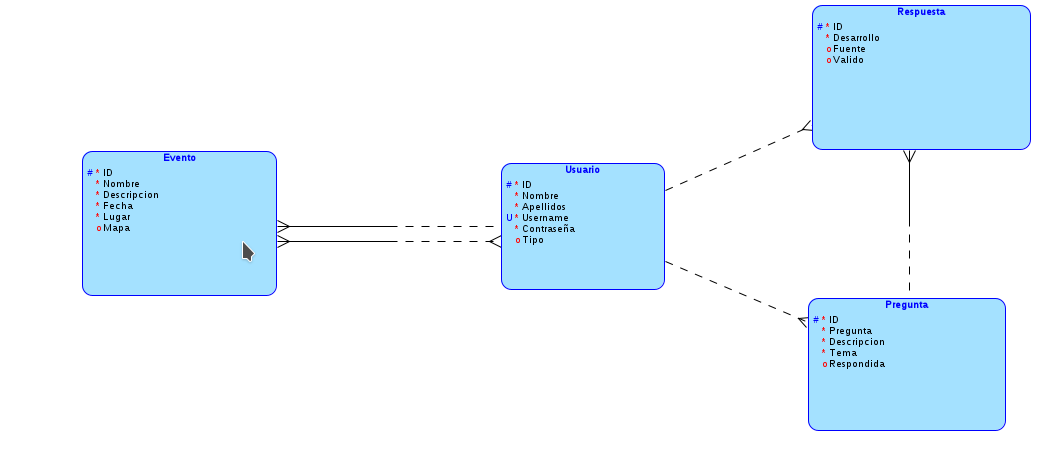 Evento
# * ID
* Nombre
* Descripcion
* Fecha
* Lugar
o Mapa
Usuario
# * ID
* Nombre
* Apellidos
U * Username
* Contraseña
o Tipo
Respuesta
# * ID
* Desarrollo
o Fuente
o Valido
Pregunta
# * ID
* Pregunta
* Descripcion
* Tema
o Respondida